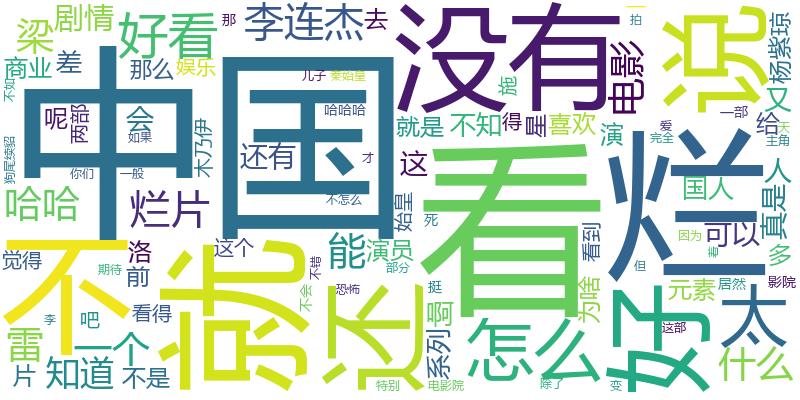 中国
看
不
就
还
烂
没有
说
好
太
怎么
好看
李连杰
去
那
梁
剧情
商业
差
那么
娱乐
儿子
秦始皇
施
电影
拍
杨紫琼
又
不如
呢
两部
会
如果
木乃伊
哈哈哈
就是
不知
得
星
喜欢
演
一部
给
爱
天
完全
主角
狗尾续貂
你们
一般
还有
才
不怎么
这
始皇
国人
真是
人
哈哈
烂片
能
演员
死
看到
可以
因为
但
着
多
觉得
期待
洛
前
这个
不会
不错
恐怖
部分
挺
啊
系列
为啥
元素
居然
影院
这部
雷
李
吧
看得
一个
片
知道
不是
特别
电影院
除了
变
什么